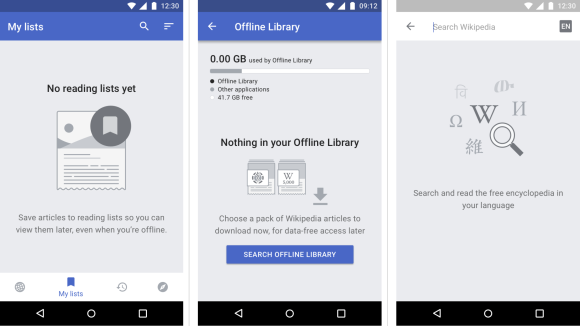 12:30
My lists
No reading lists yet
Save articles to reading lists so you can
view them later, even when you're offline.
My lists
09:12
Offline Library
0.00 GB used by Offline Library
Offline Library
Other applications
41.7 GB free
Nothing in your Offline Library
W
5,000
Choose a pack of Wikipedia articles to
download now, for data-free access later
SEARCH OFFLINE LIBRARY
12:30
Search Wikipedia
EN
वि
Ω
W
И
維
Search and read the free encyclopedia in
your language